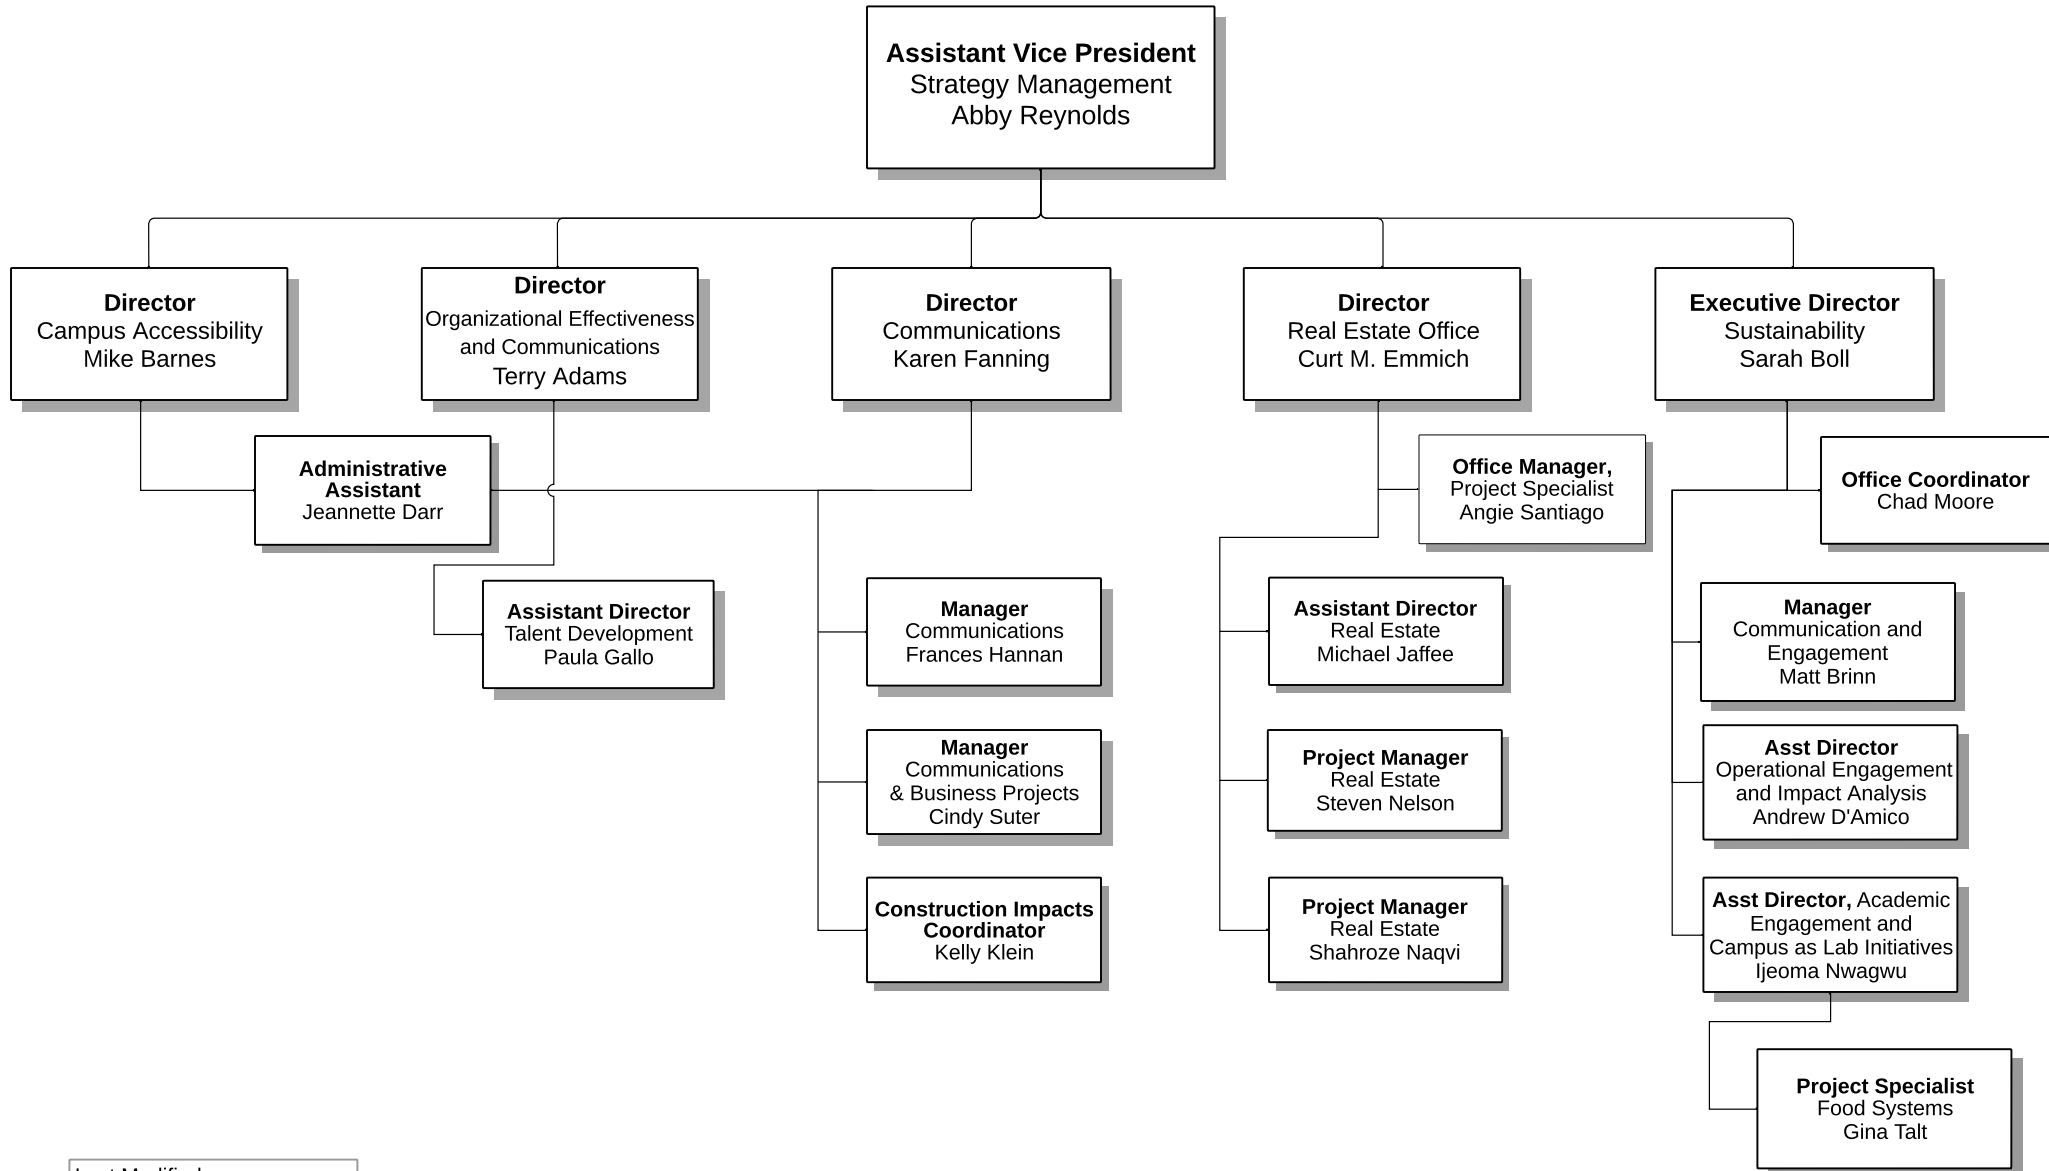 Assistant Vice President
Strategy Management
Abby Reynolds
Director
Campus Accessibility
Mike Barnes
Director
Organizational Effectiveness
and Communications
Terry Adams
Director
Communications
Karen Fanning
Director
Real Estate Office
Curt M. Emmich
Executive Director
Sustainability
Sarah Boll
Administrative
Assistant
Jeannette Darr
Office Manager,
Project Specialist
Angie Santiago
Office Coordinator
Chad Moore
Assistant Director
Talent Development
Paula Gallo
Manager
Communications
Frances Hannan
Assistant Director
Real Estate
Michael Jaffee
Manager
Communication and
Engagement
Matt Brinn
Manager
Communications
& Business Projects
Cindy Suter
Project Manager
Real Estate
Steven Nelson
Asst Director
Operational Engagement
and Impact Analysis
Andrew D'Amico
Construction Impacts
Coordinator
Kelly Klein
Project Manager
Real Estate
Shahroze Naqvi
Asst Director, Academic
Engagement and
Campus as Lab Initiatives
Ijeoma Nwagwu
Project Specialist
Food Systems
Gina Talt